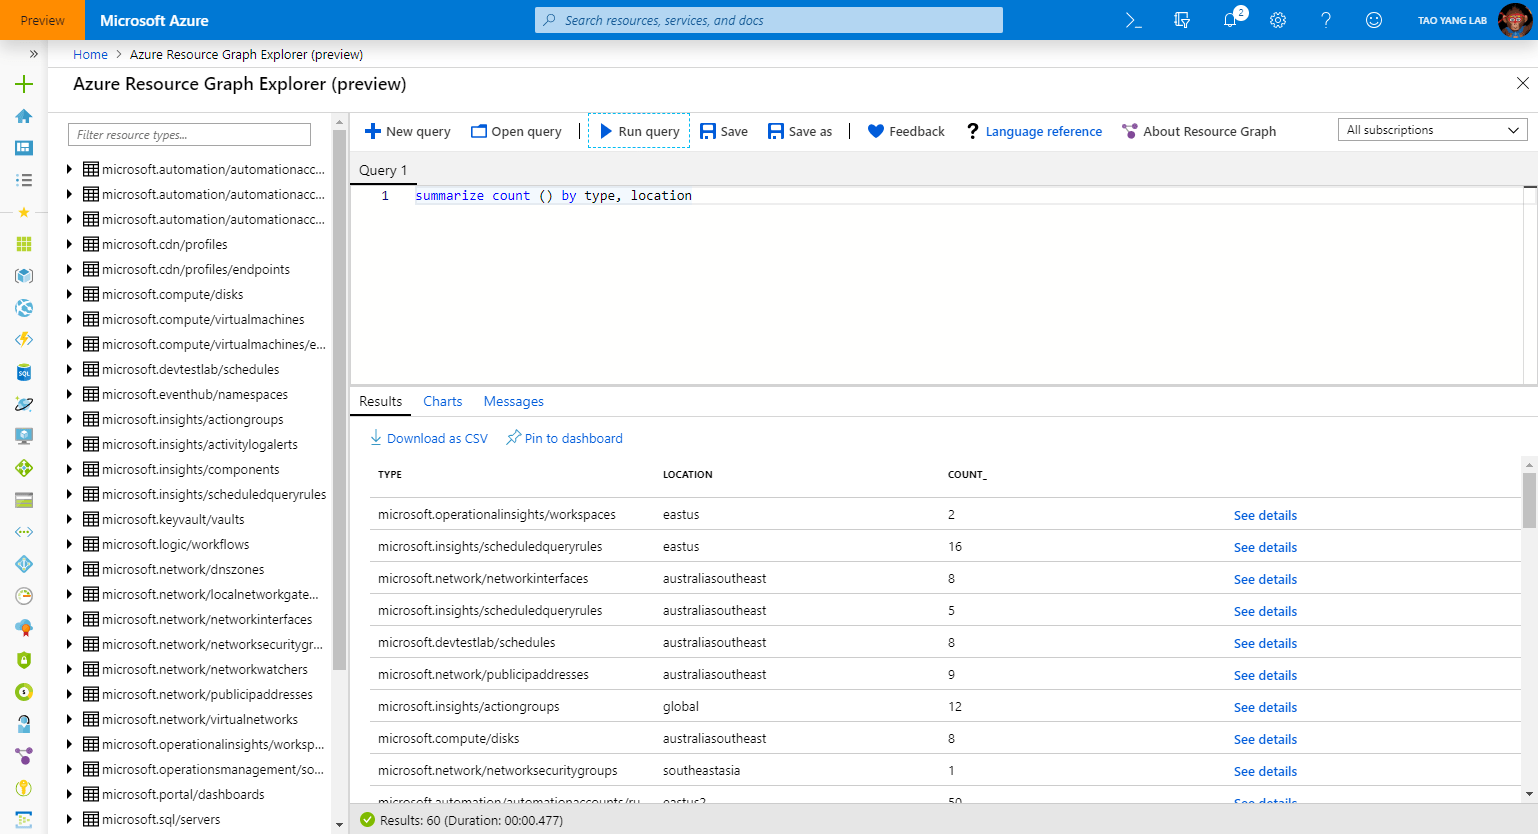 Preview
Microsoft Azure
Search resources, services, and docs
2
TAO YANG LAB
Home > Azure Resource Graph Explorer (preview)
Azure Resource Graph Explorer (preview)
Filter resource types...
microsoft.automation/automationacc...
microsoft.automation/automationacc...
microsoft.automation/automationacc...
microsoft.cdn/profiles
microsoft.cdn/profiles/endpoints
microsoft.compute/disks
microsoft.compute/virtualmachines
microsoft.compute/virtualmachines/e...
microsoft.devtestlab/schedules
microsoft.eventhub/namespaces
microsoft.insights/actiongroups
microsoft.insights/activitylogalerts
microsoft.insights/components
microsoft.insights/scheduledqueryrules
microsoft.keyvault/vaults
microsoft.logic/workflows
microsoft.network/dnszones
microsoft.network/localnetworkgate...
microsoft.network/networkinterfaces
microsoft.network/networksecuritygr...
microsoft.network/networkwatchers
microsoft.network/publicipaddresses
microsoft.network/virtualnetworks
microsoft.operationalinsights/worksp...
microsoft.operationsmanagement/so...
microsoft.portal/dashboards
microsoft.sql/servers
SQL
New query Open query Run query Save Save as Feedback ? Language reference About Resource Graph All subscriptions
Query 1
1 summarize count () by type, location
Results Charts Messages
Download as CSV Pin to dashboard
TYPE LOCATION COUNT_
microsoft.operationalinsights/workspaces eastus 2 See details
microsoft.insights/scheduledqueryrules eastus 16 See details
microsoft.network/networkinterfaces australiasoutheast 8 See details
microsoft.insights/scheduledqueryrules australiasoutheast 5 See details
microsoft.devtestlab/schedules australiasoutheast 8 See details
microsoft.network/publicipaddresses australiasoutheast 9 See details
microsoft.insights/actiongroups global 12 See details
microsoft.compute/disks australiasoutheast 8 See details
microsoft.network/networksecuritygroups southeastasia 1 See details
microsoft.automation/automationaccounts/ru eastus2 50 See details
Results: 60 (Duration: 00:00.477)